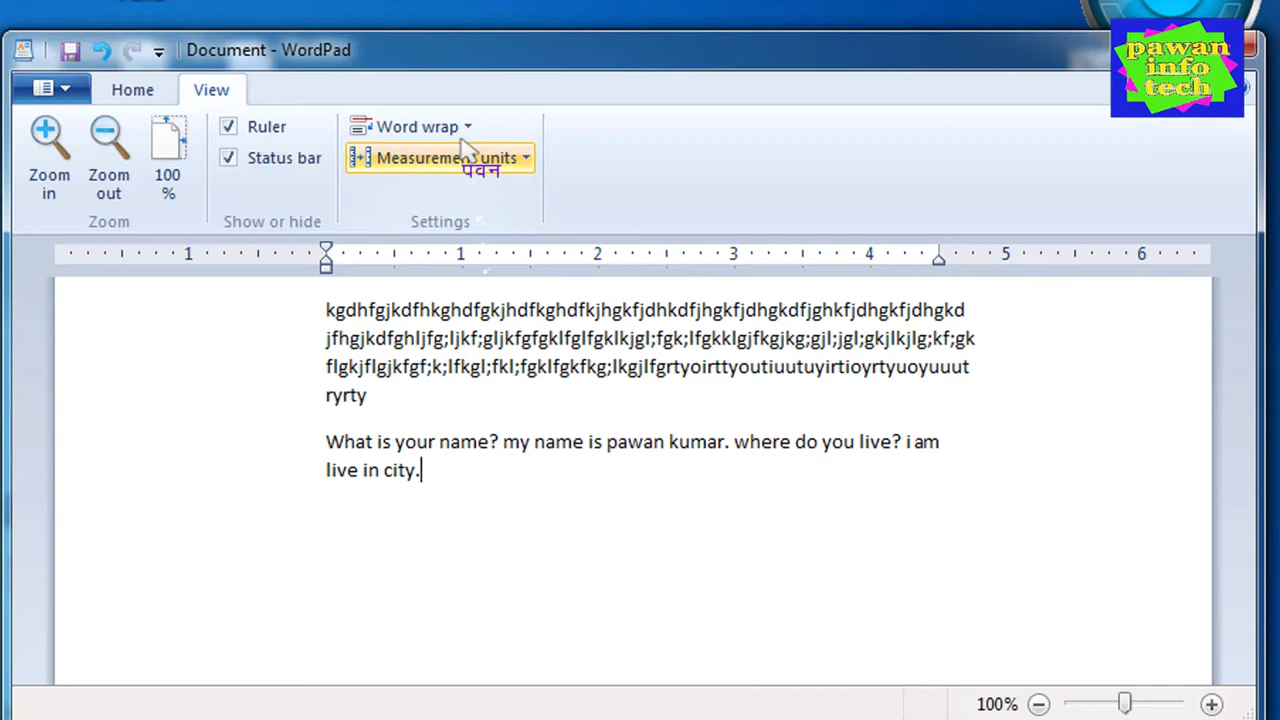 Document - WordPad
pawan
info
tech
Home View
Zoom in
Zoom out
100 %
Zoom
Ruler
Status bar
Show or hide
Word wrap
Measurement units
पवन
Settings
1 1 2 3 4 5 6
kgdhfgjkdfhkghdfgkjhdfkghdfkjhgkfjdhkdfjhgkfjdhgkdfjghkfjdhgkfjdhgkd
jfhgjkdfghljfg;ljkf;gljkfgfgklfglfgklkjgl;fgk;lfgkklgjfkgjkg;gjl;jgl;gkjlkjlg;kf;gk
flgkjflgjkfgf;k;lfkgl;fkl;fgklfgkfkg;lkgjlfgrtyoirttyoutiuutuyirtioyrtyuoyuuut
ryrty
What is your name? my name is pawan kumar. where do you live? i am
live in city.
100%